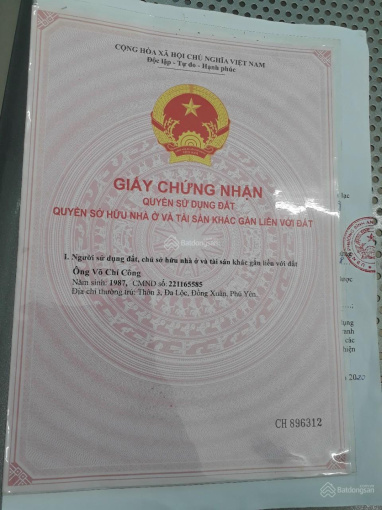 CỘNG HÒA XÃ HỘI CHỦ NGHĨA VIỆT NAM
Độc lập - Tự do - Hạnh phúc
GIẤY CHỨNG NHẬN
QUYỀN SỬ DỤNG ĐẤT
QUYỀN SỞ HỮU NHÀ Ở VÀ TÀI SẢN KHÁC GẮN LIỀN VỚI ĐẤT
I. Người sử dụng đất, chủ sở hữu nhà ở và tài sản khác gắn liền với đất
Ông Võ Chí Công
Năm sinh: 1987, CMND số: 221165585
Địa chỉ thường trú: Thôn 3, Đa Lộc, Đồng Xuân, Phú Yên.
CH 896312
Batdongsan
Batdongsan